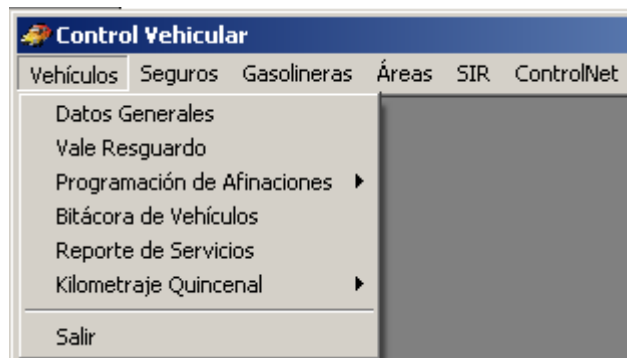 Control Vehicular
Vehículos Seguros Gasolineras Áreas SIR ControlNet
Datos Generales
Vale Resguardo
Programación de Afinaciones
Bitácora de Vehículos
Reporte de Servicios
Kilometraje Quincenal
Salir